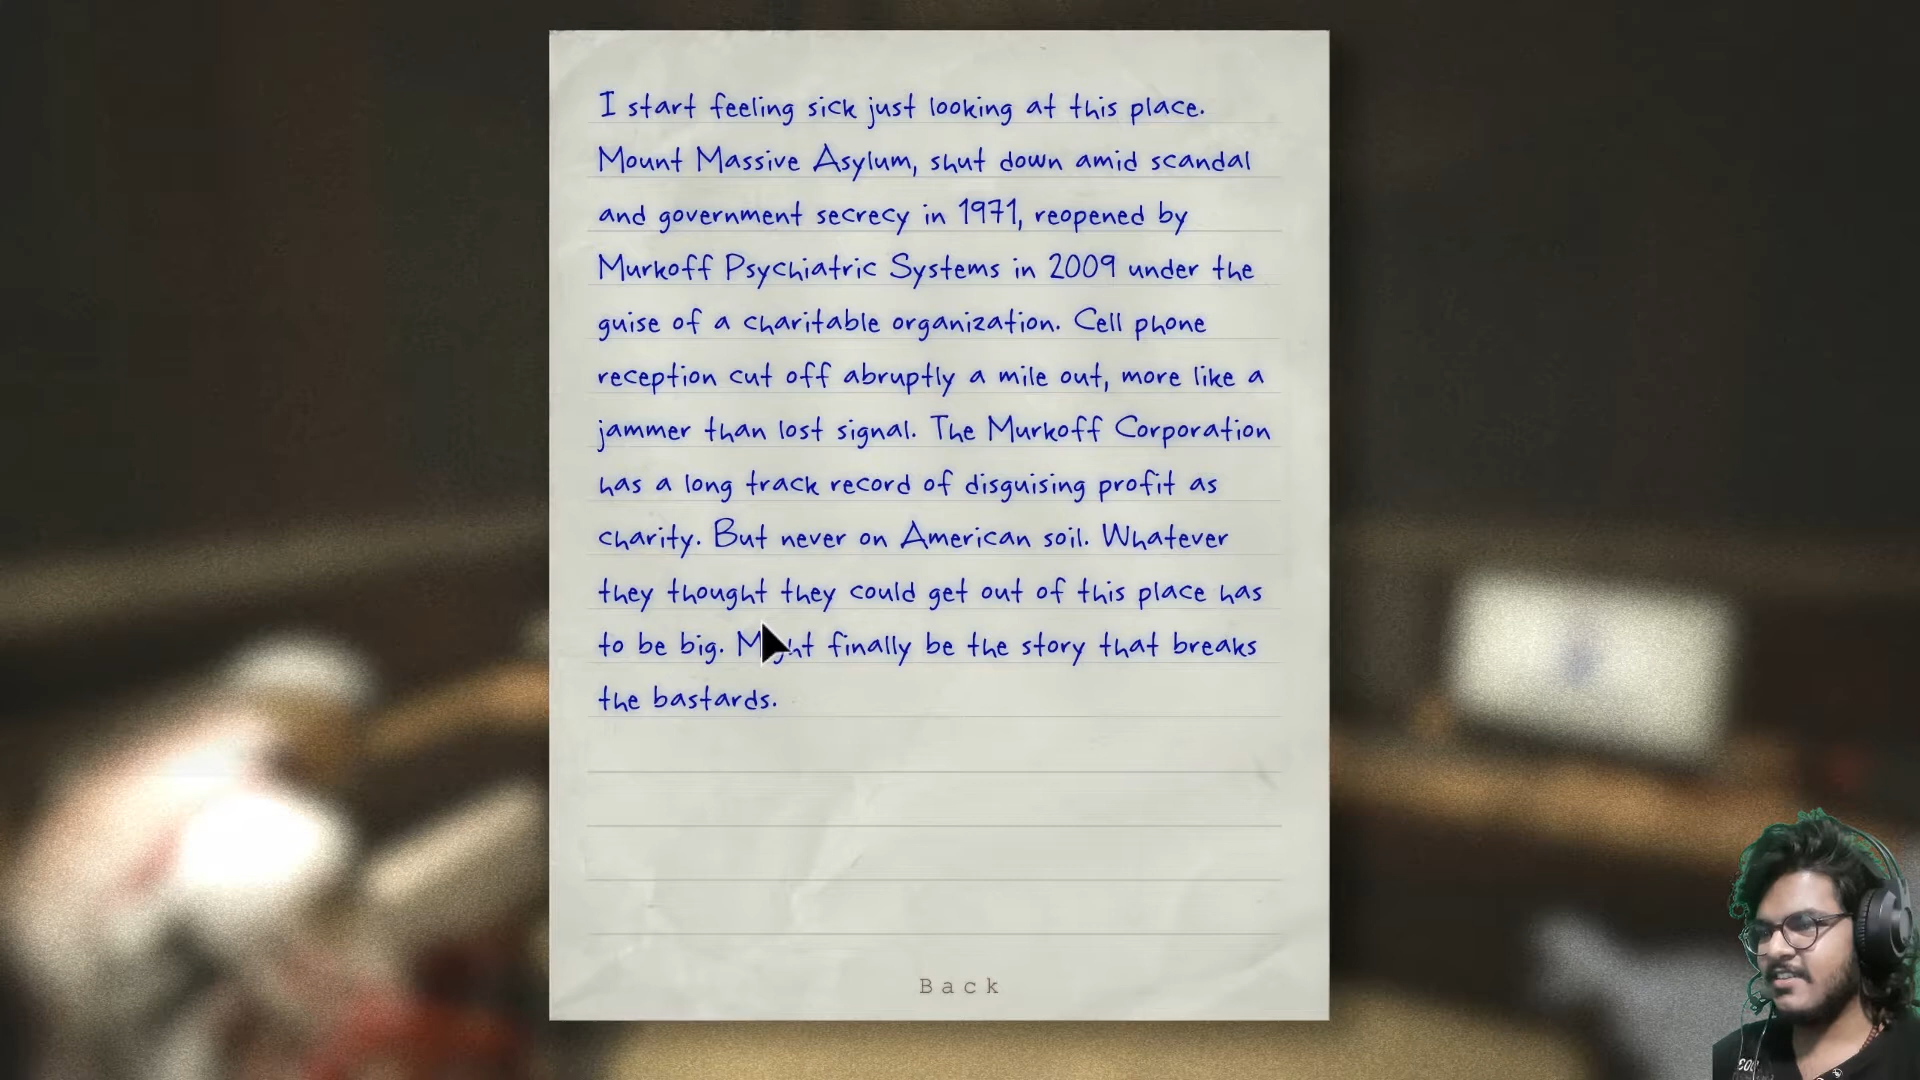 I start feeling sick just looking at this place.
Mount Massive Asylum, shut down amid scandal
and government secrecy in 1971, reopened by
Murkoff Psychiatric Systems in 2009 under the
guise of a charitable organization. Cell phone
reception cut off abruptly a mile out, more like a
jammer than lost signal. The Murkoff Corporation
has a long track record of disguising profit as
charity. But never on American soil. Whatever
they thought they could get out of this place has
to be big. Might finally be the story that breaks
the bastards.
Back